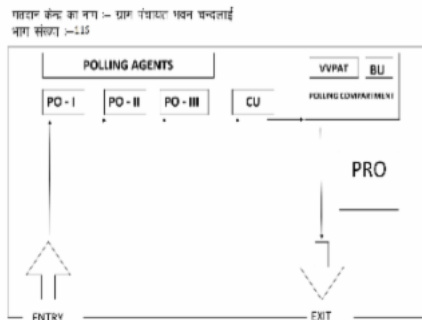 मतदान केन्द्र का नाम :- ग्राम पंचायत भवन चन्दलाई
भाग संख्या :-115
POLLING AGENTS
VVPAT BU
PO - I PO - II PO - III CU
POLLING COMPARTMENT
PRO
ENTRY EXIT